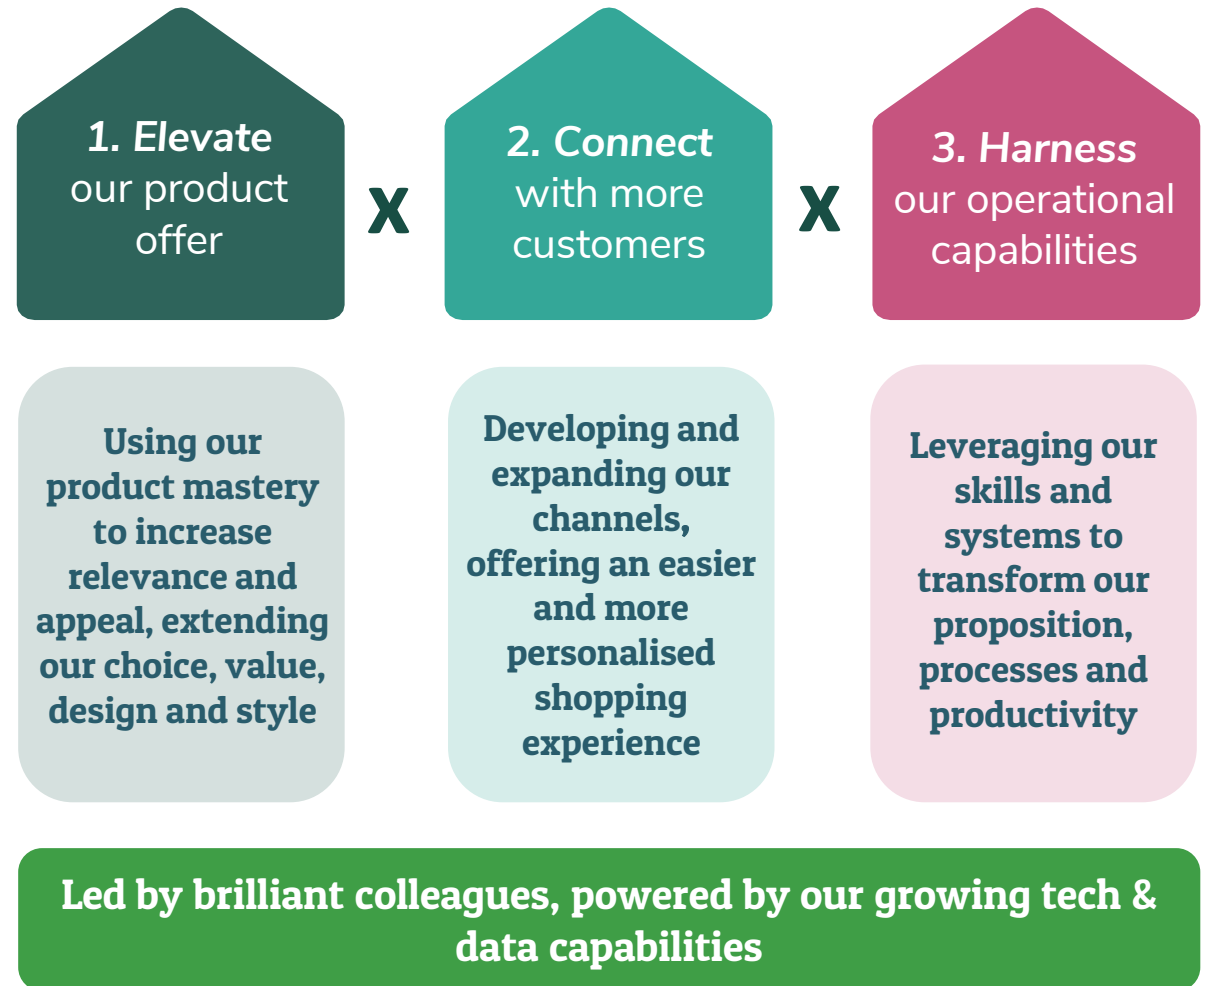 1. Elevate
our product
offer
X
2. Connect
with more
customers
X
3. Harness
our operational
capabilities
Using our
product mastery
to increase
relevance and
appeal, extending
our choice, value,
design and style
Developing and
expanding our
channels,
offering an easier
and more
personalised
shopping
experience
Leveraging our
skills and
systems to
transform our
proposition,
processes and
productivity
Led by brilliant colleagues, powered by our growing tech &
data capabilities